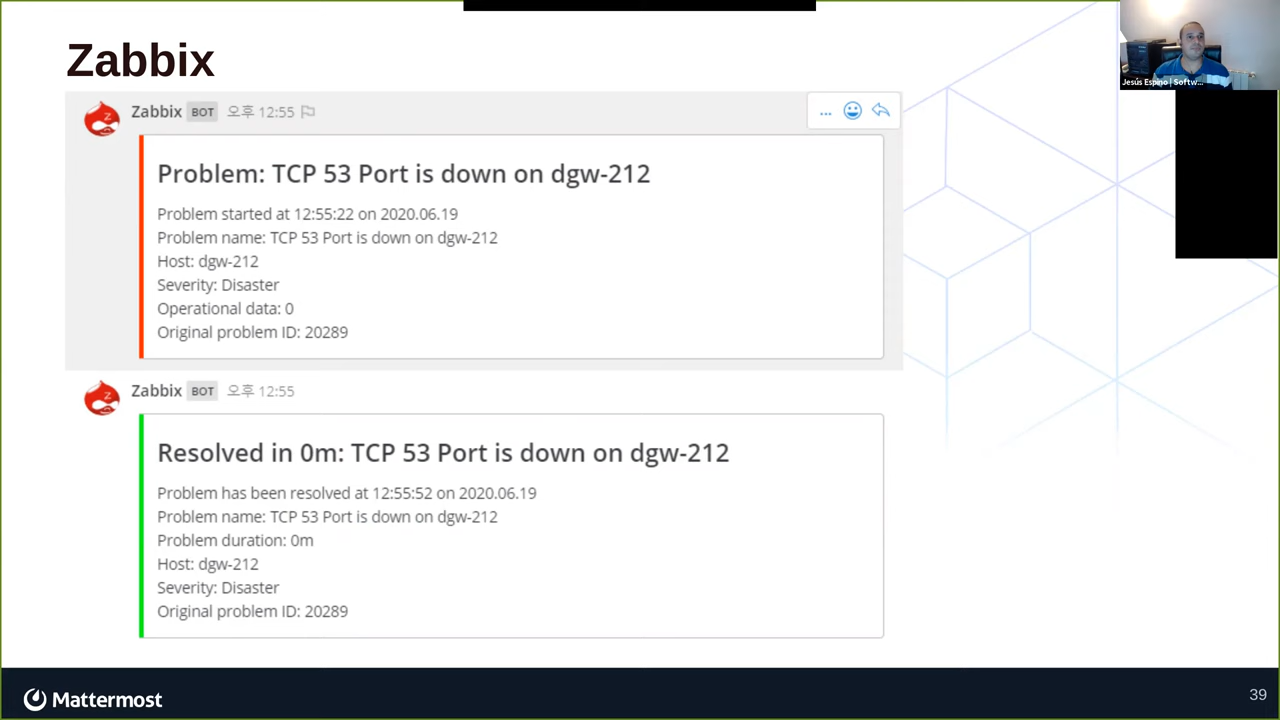 Zabbix
Zabbix BOT 오후 12:55
...
Problem: TCP 53 Port is down on dgw-212
Problem started at 12:55:22 on 2020.06.19
Problem name: TCP 53 Port is down on dgw-212
Host: dgw-212
Severity: Disaster
Operational data: 0
Original problem ID: 20289
Zabbix BOT 오후 12:55
Resolved in 0m: TCP 53 Port is down on dgw-212
Problem has been resolved at 12:55:52 on 2020.06.19
Problem name: TCP 53 Port is down on dgw-212
Problem duration: 0m
Host: dgw-212
Severity: Disaster
Original problem ID: 20289
Jesús Espino | Softw...
Mattermost
39